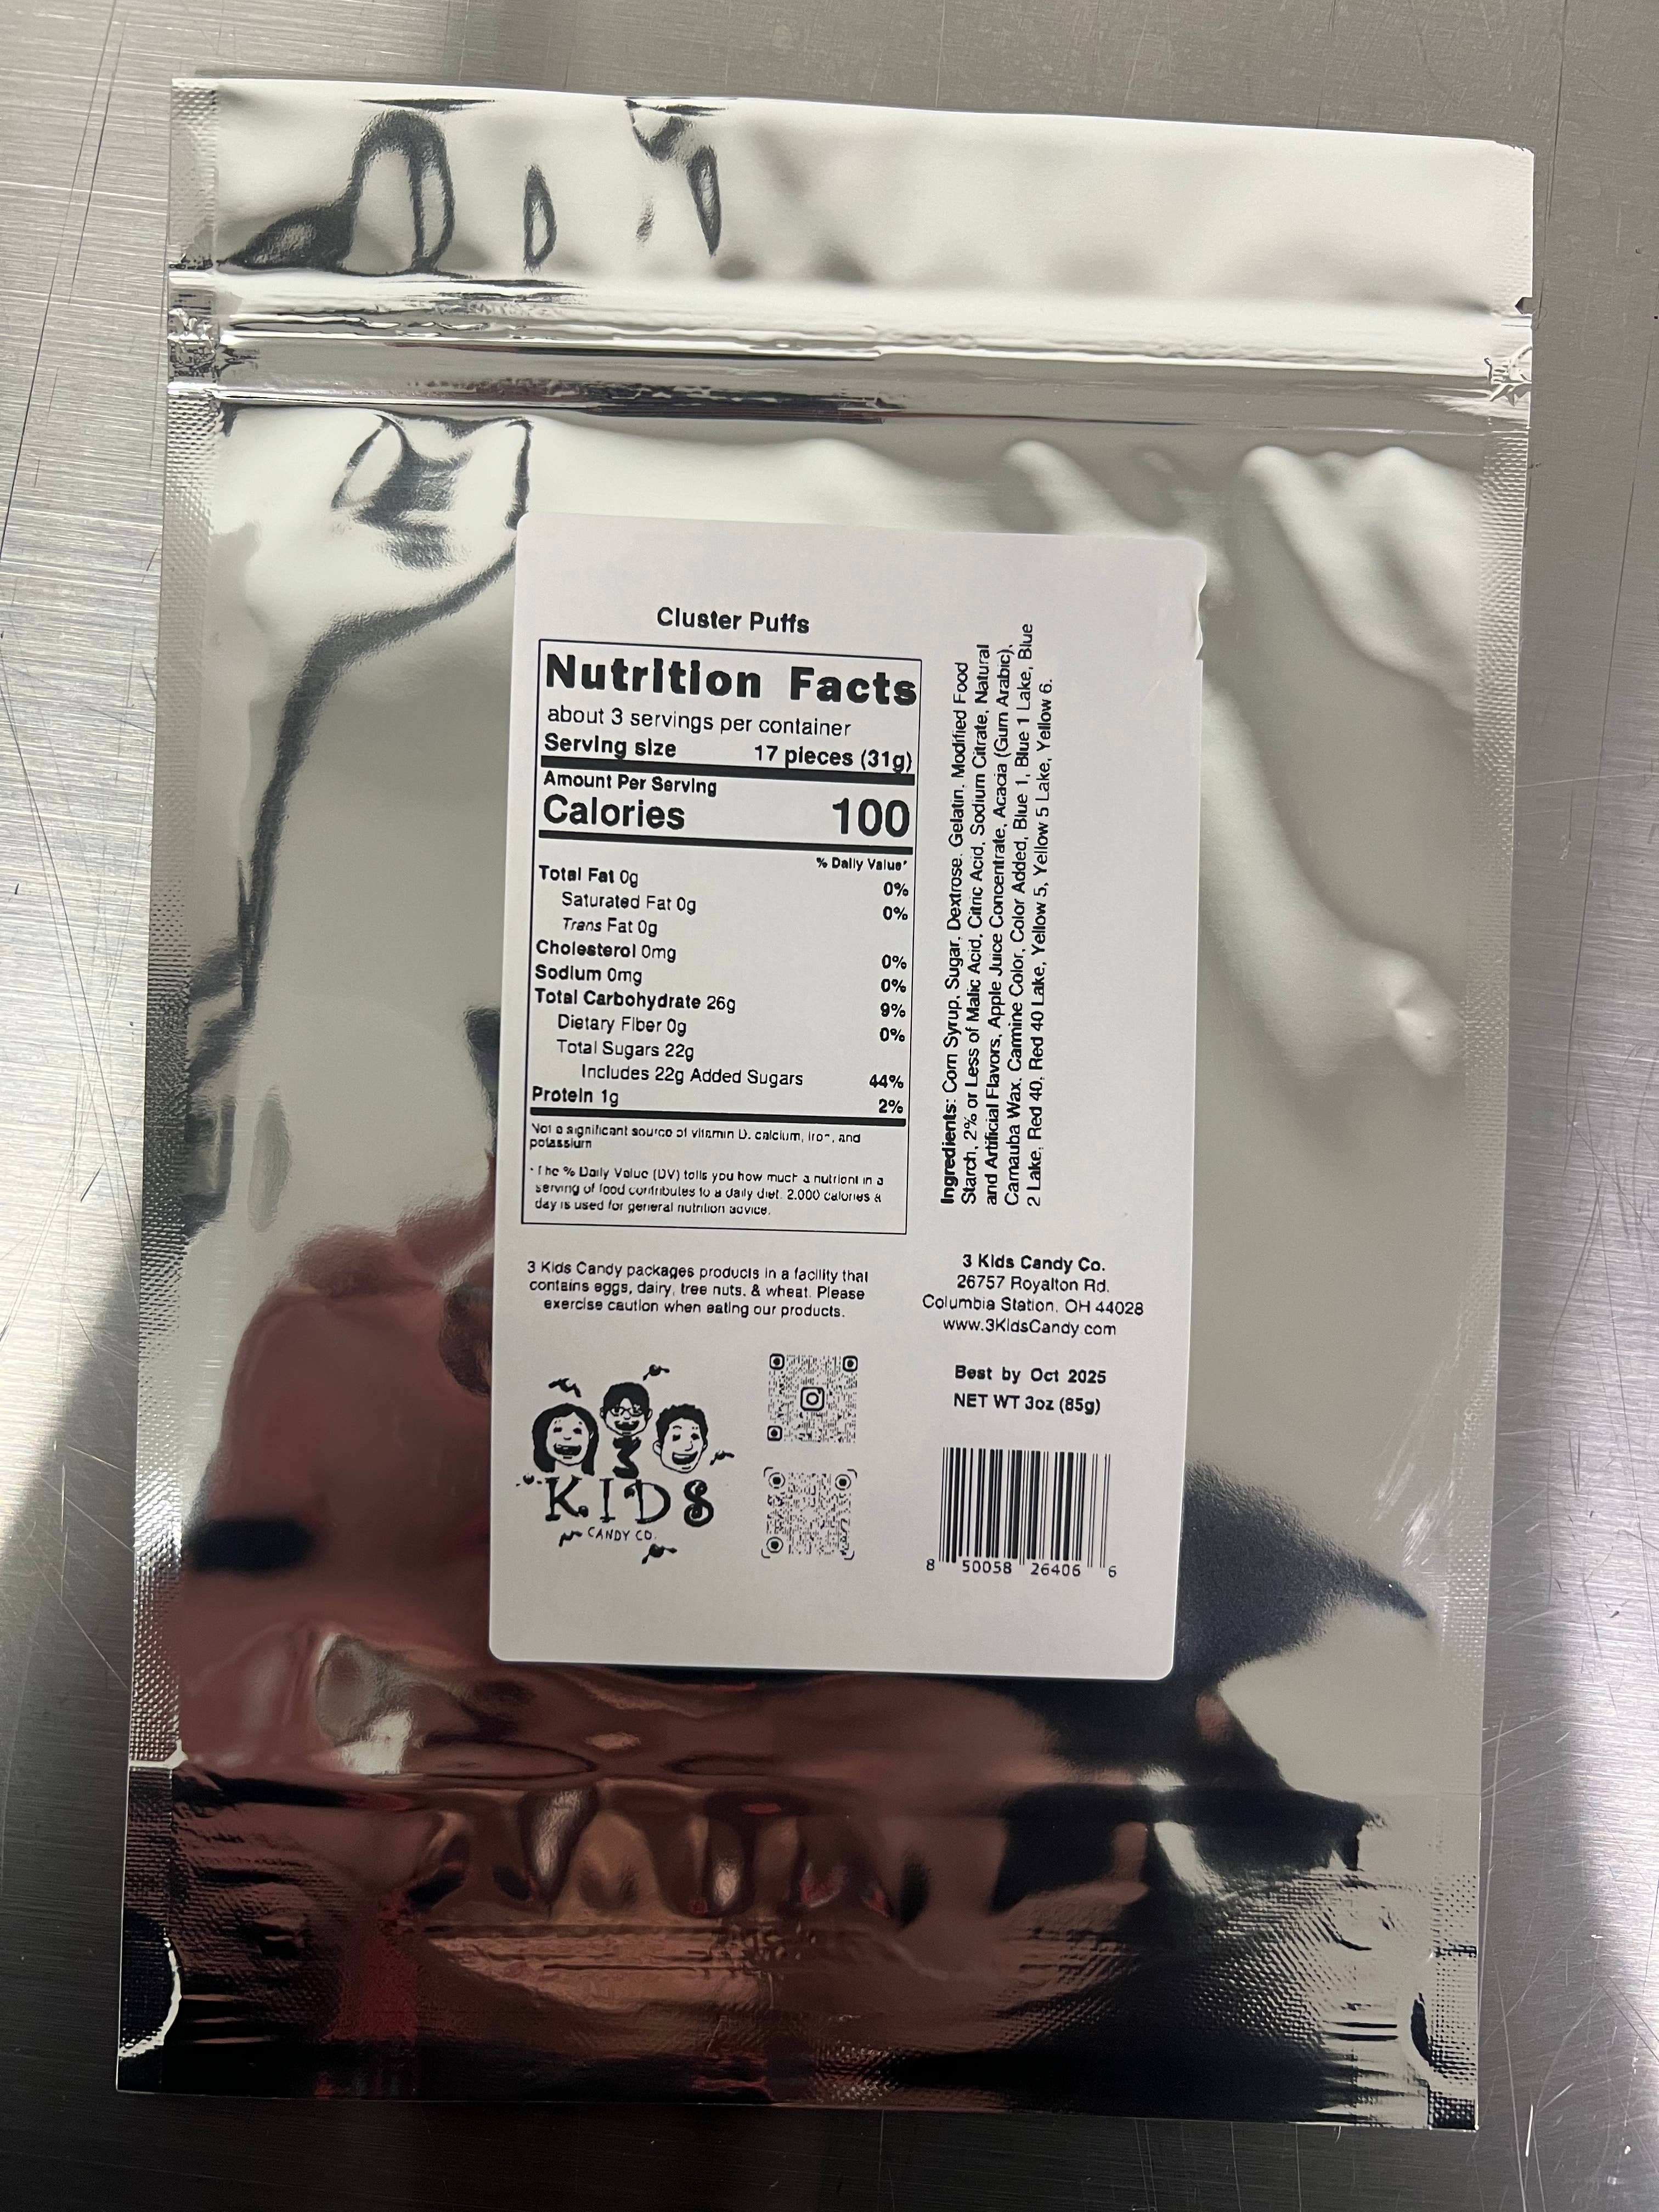 Cluster Puffs
Nutrition Facts
about 3 servings per container
Serving size 17 pieces (31g)
Amount Per Serving
Calories 100
% Daily Value*
Total Fat 0g 0%
Saturated Fat 0g 0%
Trans Fat 0g
Cholesterol 0mg 0%
Sodium 0mg 0%
Total Carbohydrate 26g 9%
Dietary Fiber 0g 0%
Total Sugars 22g
Includes 22g Added Sugars 44%
Protein 1g 2%
Not a significant source of vitamin D, calcium, iron, and
potassium
* The % Daily Value (DV) tells you how much a nutrient in a
serving of food contributes to a daily diet. 2,000 calories a
day is used for general nutrition advice.
Ingredients: Corn Syrup, Sugar, Dextrose, Gelatin, Modified Food
Starch, 2% or Less of Malic Acid, Citric Acid, Sodium Citrate, Natural
and Artificial Flavors, Apple Juice Concentrate, Acacia (Gum Arabic),
Carnauba Wax, Carmine Color, Color Added, Blue 1, Blue 1 Lake, Blue
2 Lake, Red 40, Red 40 Lake, Yellow 5, Yellow 5 Lake, Yellow 6.
3 Kids Candy packages products in a facility that
contains eggs, dairy, tree nuts, & wheat. Please
exercise caution when eating our products.
3 Kids Candy Co.
26757 Royalton Rd.
Columbia Station, OH 44028
www.3KidsCandy.com
Best by Oct 2025
NET WT 3oz (85g)
3
KIDS
CANDY CO.
8 50058 26406 6